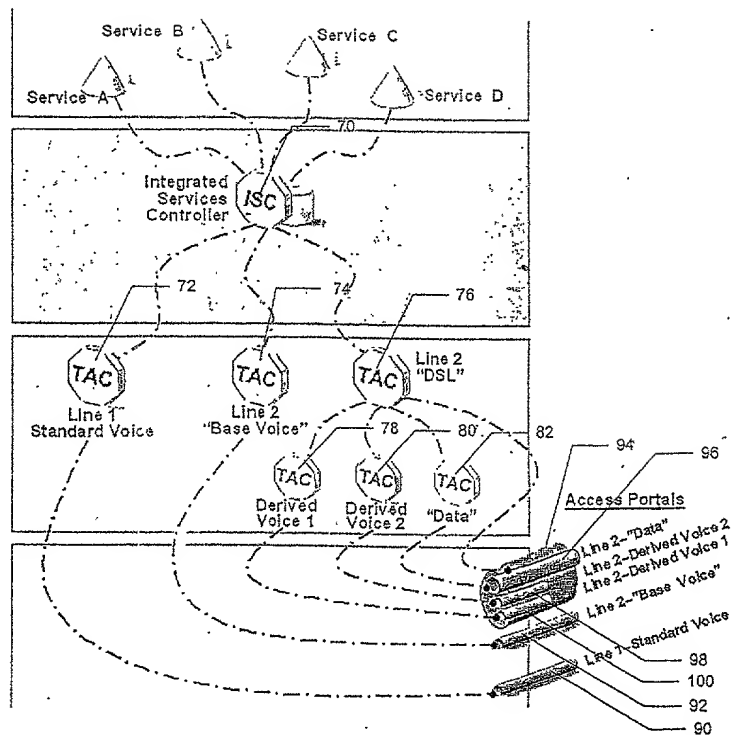 Service B
Service C
Service A
Service D
70
Integrated
Services
Controller
ISC
72
74
76
TAC
TAC
TAC
Line 2
"DSL"
Line 1
Standard Voice
Line 2
"Base Voice"
78
80
82
TAC
TAC
TAC
Derived
Voice 1
Derived
Voice 2
"Data"
94
96
Access Portals
Line 2-"Data"
Line 2-Derived Voice 2
Line 2-Derived Voice 1
Line 2-"Base Voice"
Line 1-Standard Voice
98
100
92
90